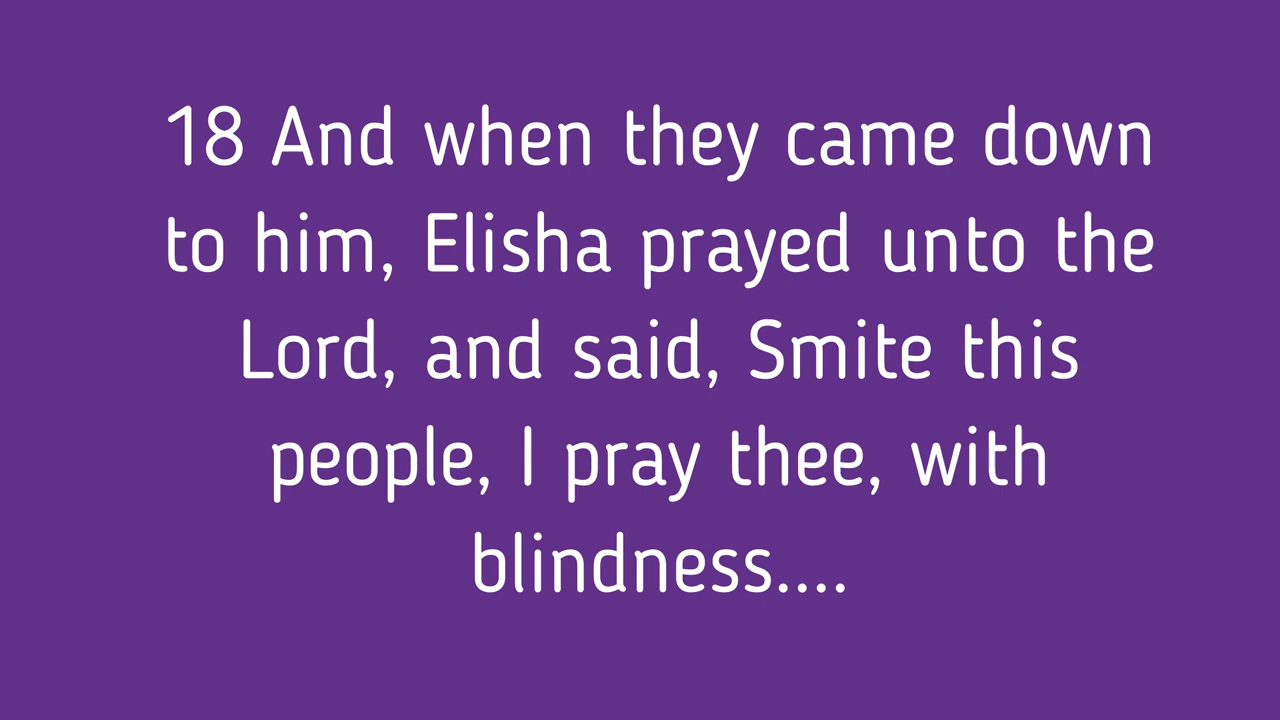 18 And when they came down
to him, Elisha prayed unto the
Lord, and said, Smite this
people, I pray thee, with
blindness....